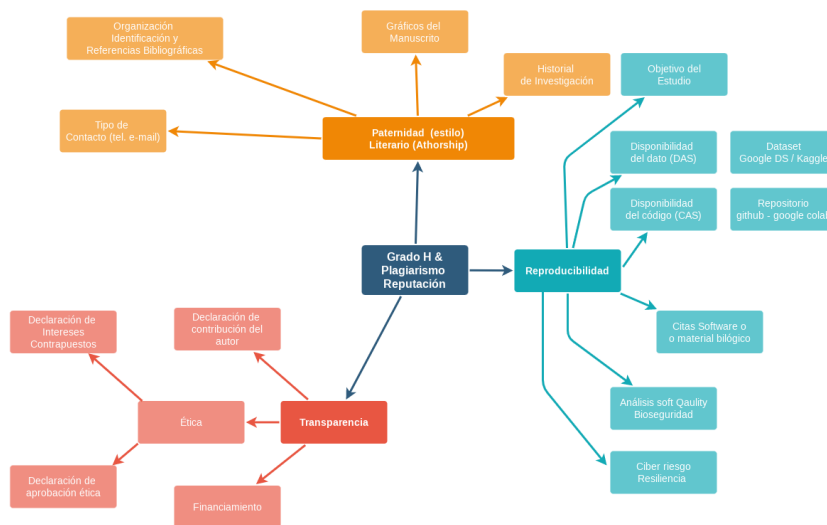 Organización
Identificación y
Referencias Bibliográficas
Gráficos del
Manuscrito
Historial
de Investigación
Objetivo del
Estudio
Tipo de
Contacto (tel. e-mail)
Paternidad (estilo)
Literario (Athorship)
Disponibilidad
del dato (DAS)
Dataset
Google DS / Kaggle
Disponibilidad
del código (CAS)
Repositorio
github - google colab
Grado H &
Plagiarismo
Reputación
Reproducibilidad
Declaración de
Intereses
Contrapuestos
Declaración de
contribución del
autor
Citas Software o
o material bilógico
Ética
Transparencia
Análisis soft Qaulity
Bioseguridad
Declaración de
aprobación ética
Financiamiento
Ciber riesgo
Resiliencia